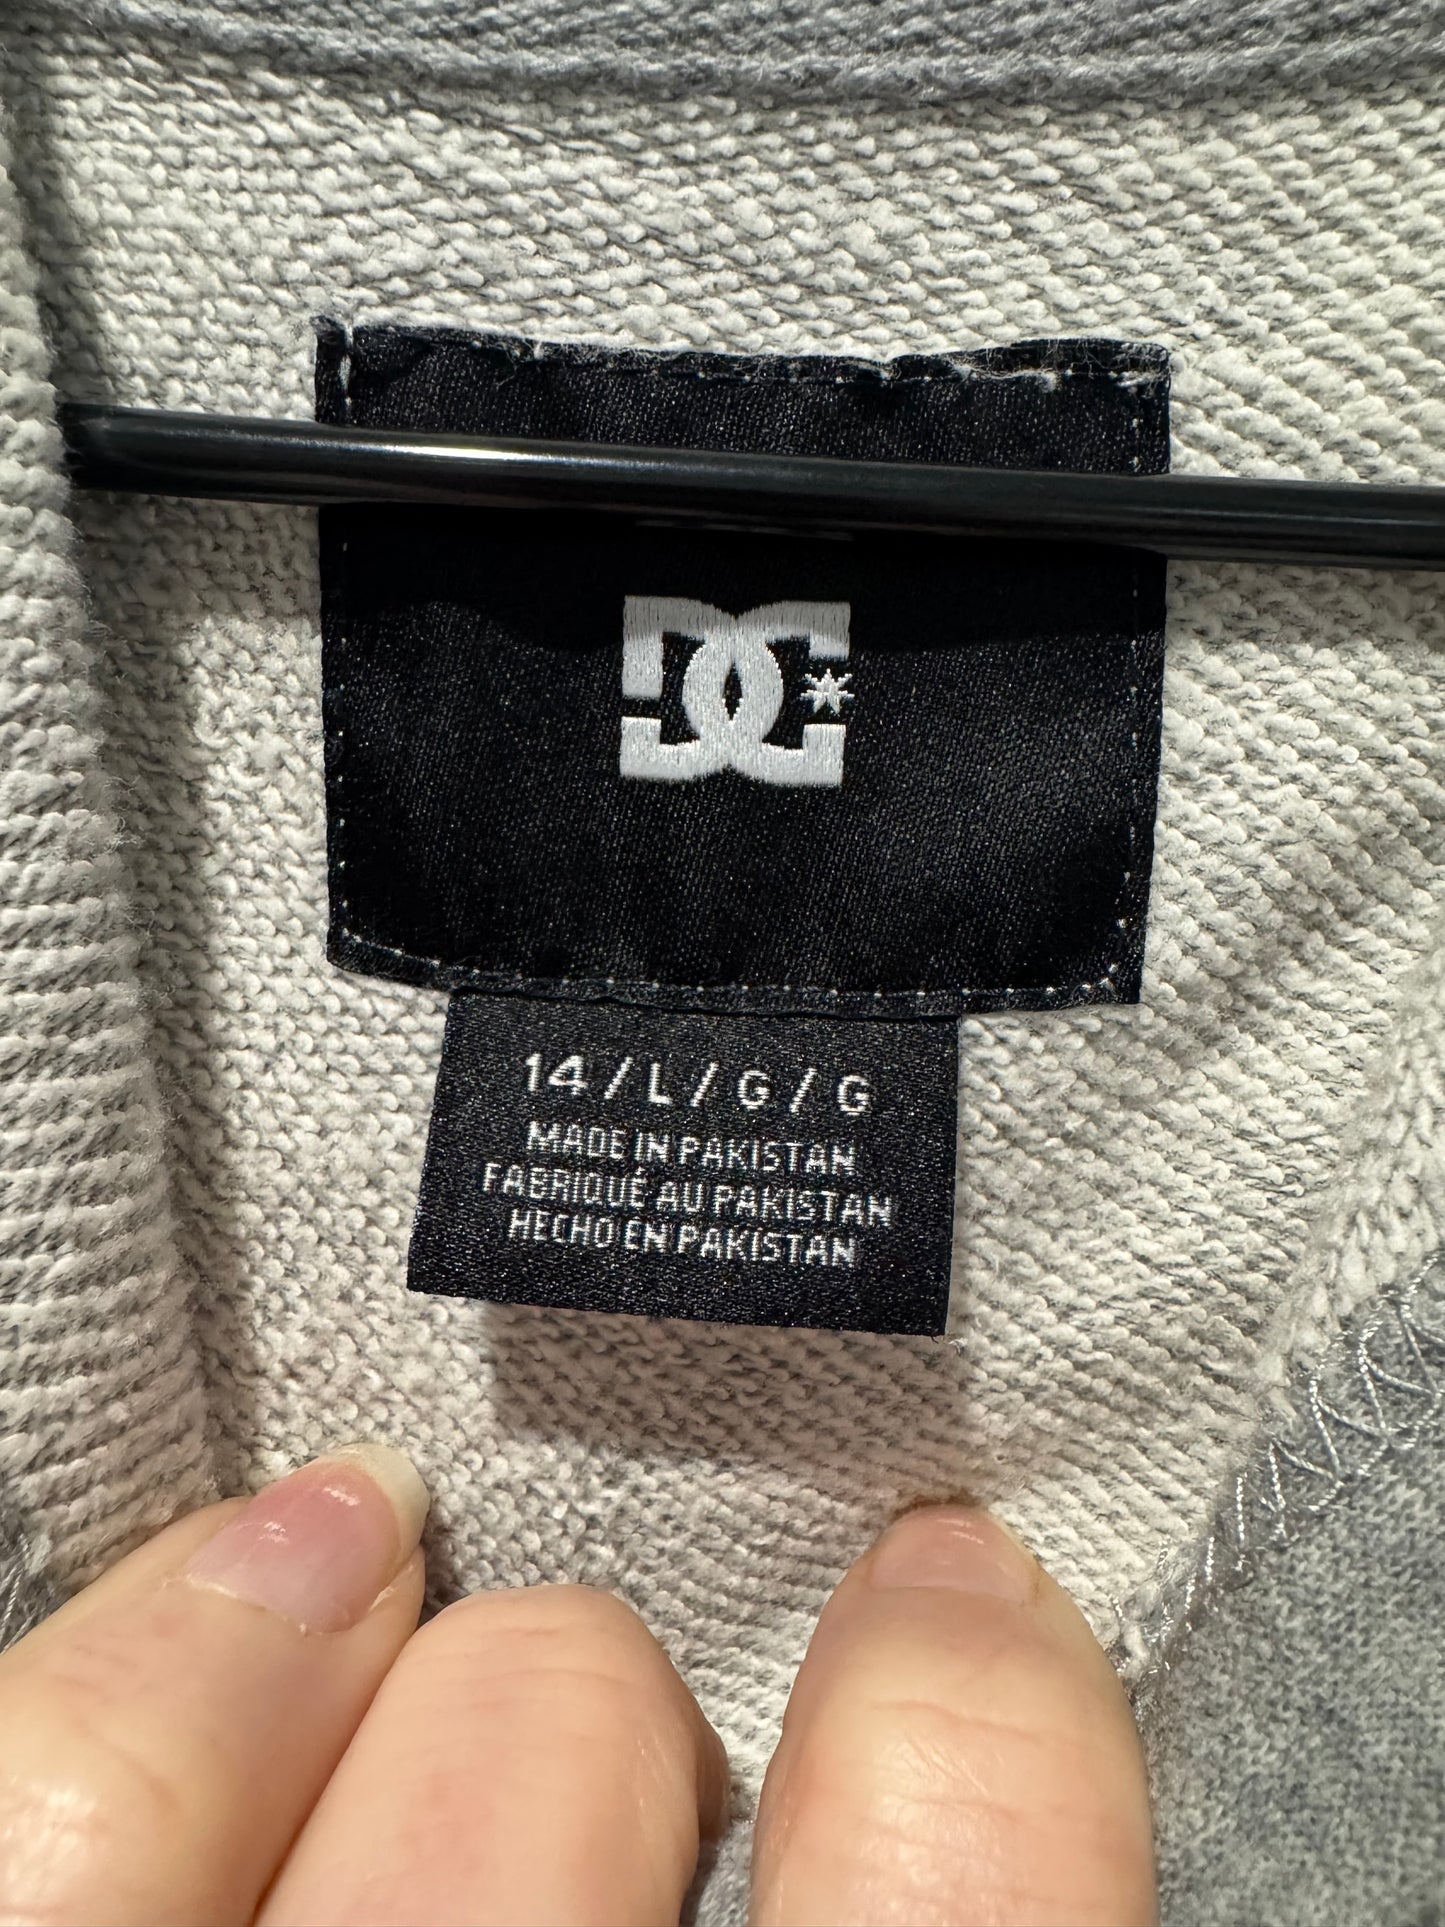 DC
14 / L / G / G
MADE IN PAKISTAN
FABRIQUÉ AU PAKISTAN
HECHO EN PAKISTAN